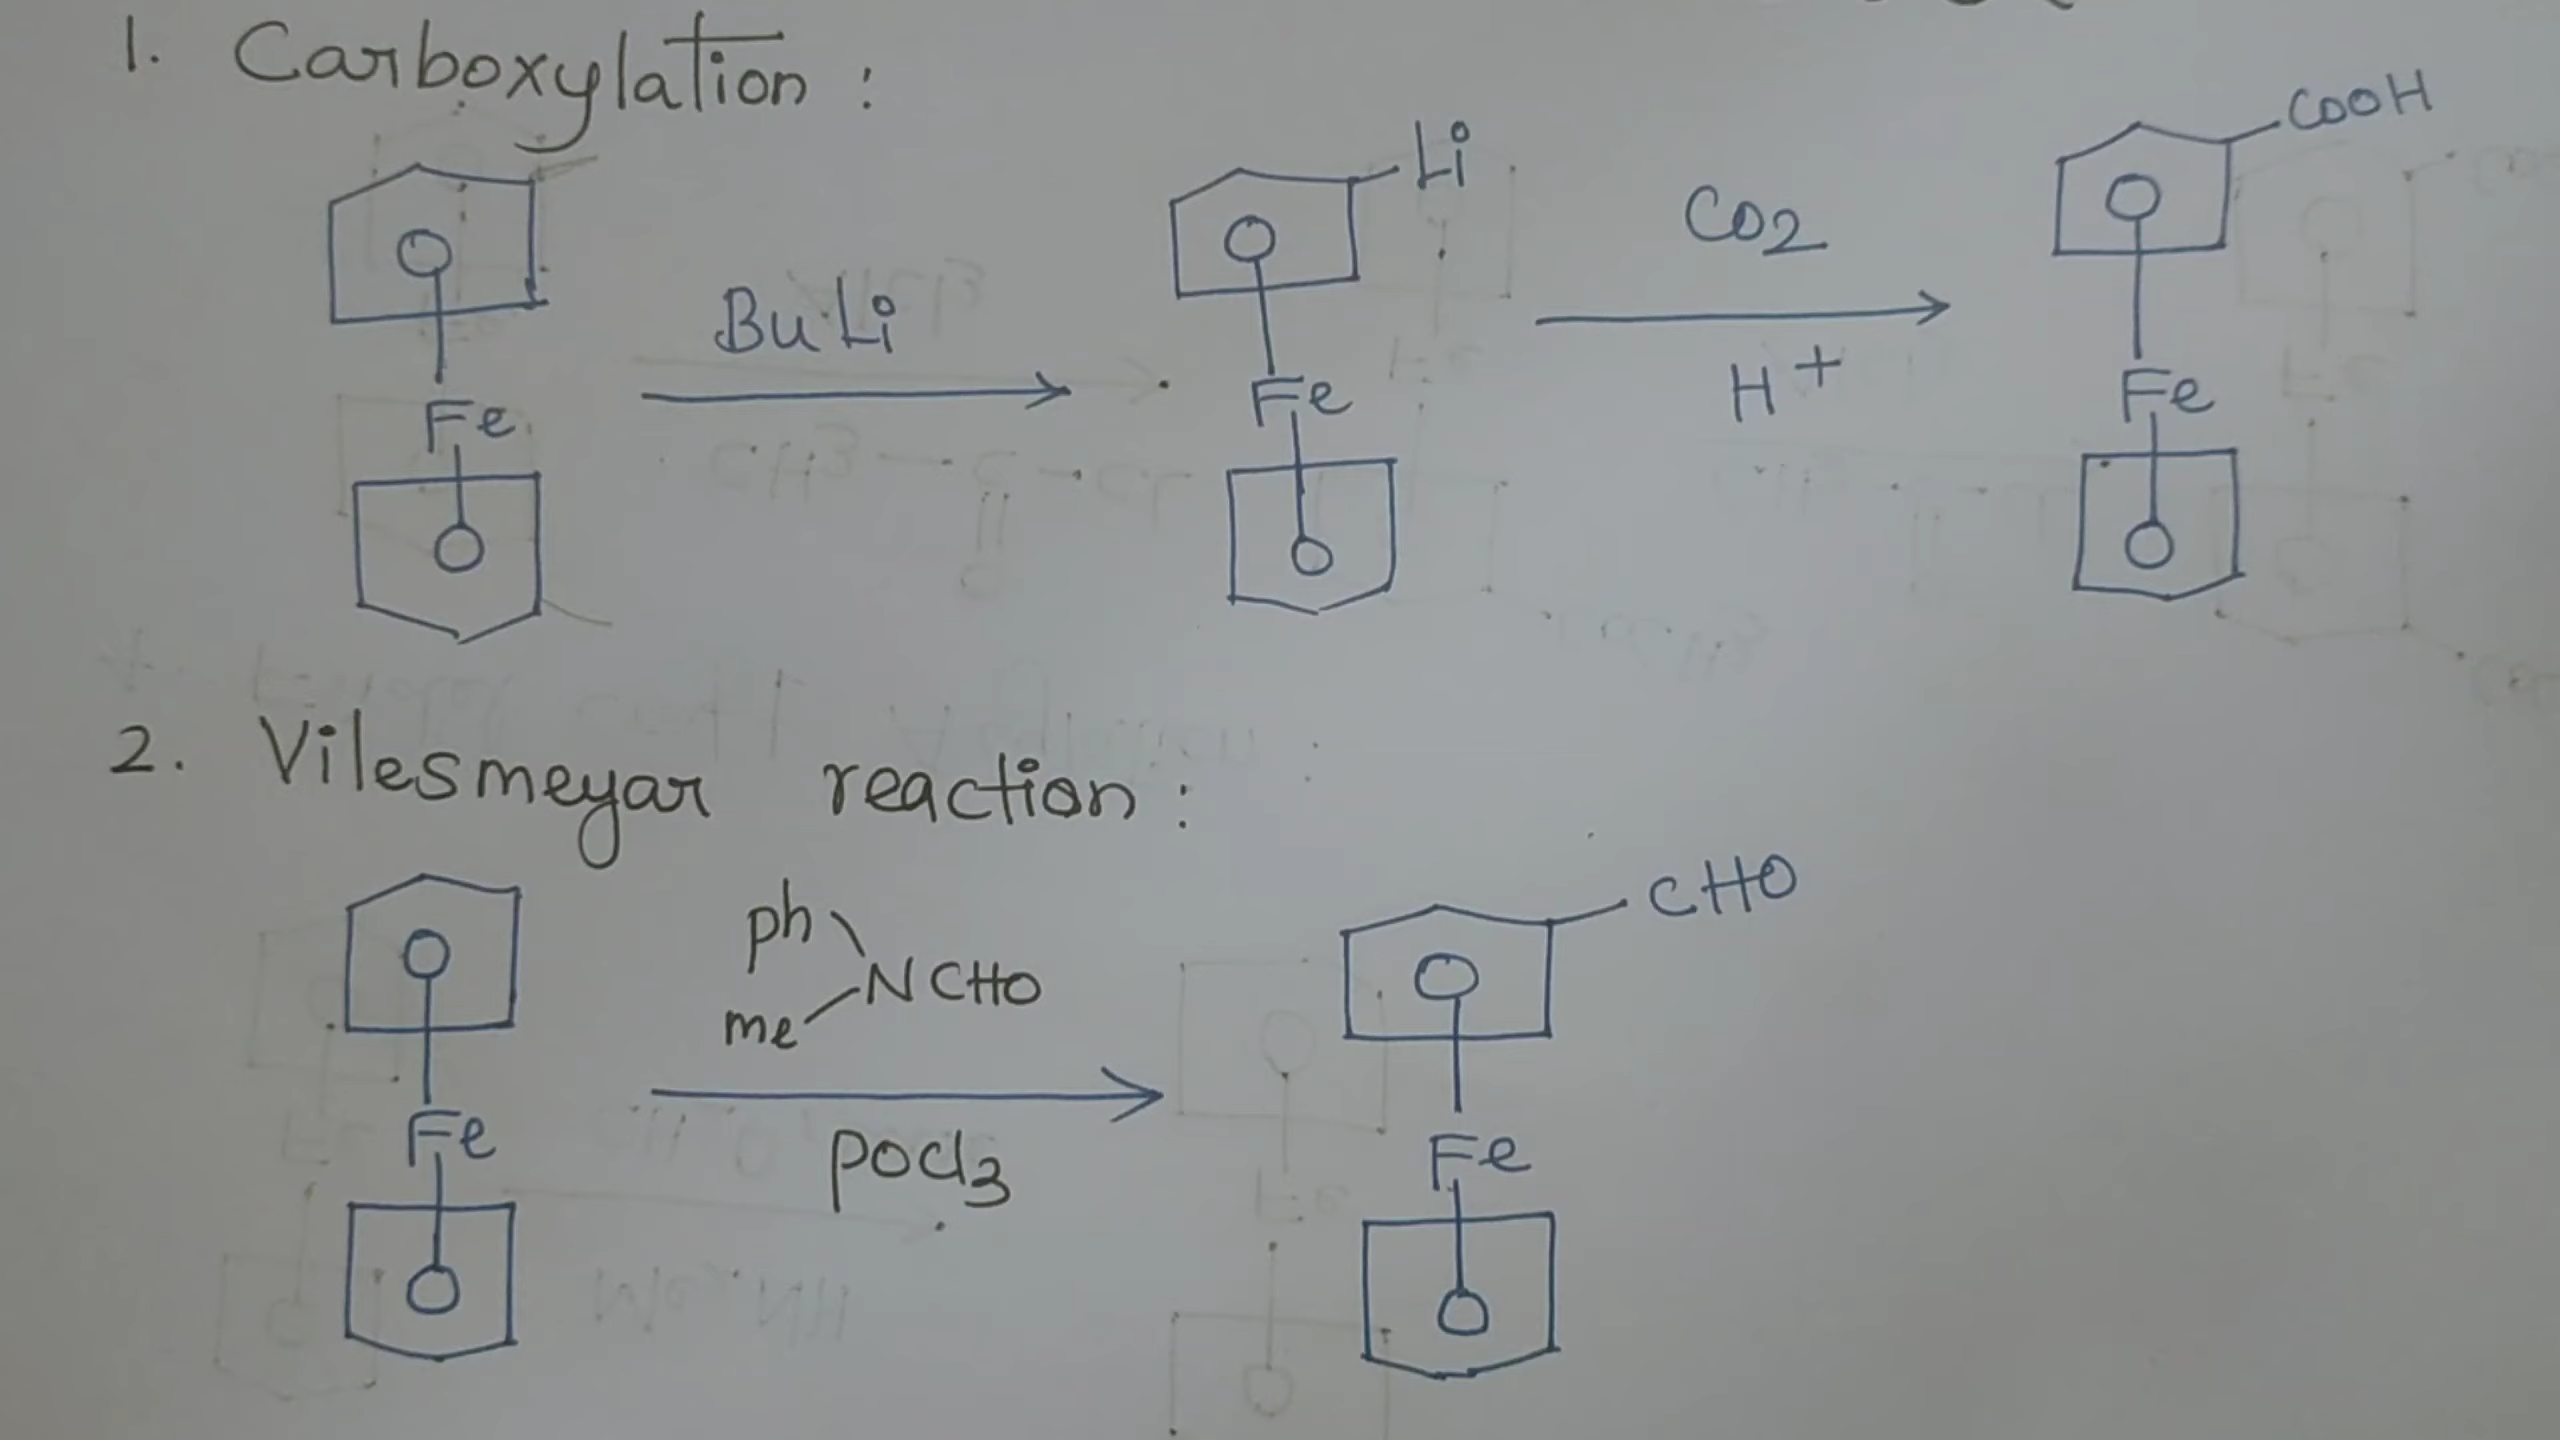 1. Carboxylation :
Li
COOH
CO2
BuLi
H+
Fe
Fe
Fe
2. Vilesmeyar reaction :
CHO
ph
NCHO
me
Fe
pocl3
Fe